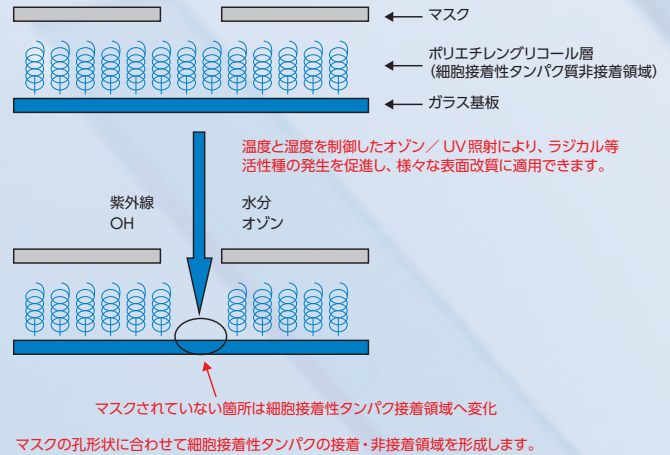 マスク
ポリエチレングリコール層
(細胞接着性タンパク質非接着領域)
ガラス基板
温度と湿度を制御したオゾン/UV照射により、ラジカル等
活性種の発生を促進し、様々な表面改質に適用できます。
紫外線
OH
水分
オゾン
マスクされていない箇所は細胞接着性タンパク接着領域へ変化
マスクの孔形状に合わせて細胞接着性タンパクの接着・非接着領域を形成します。